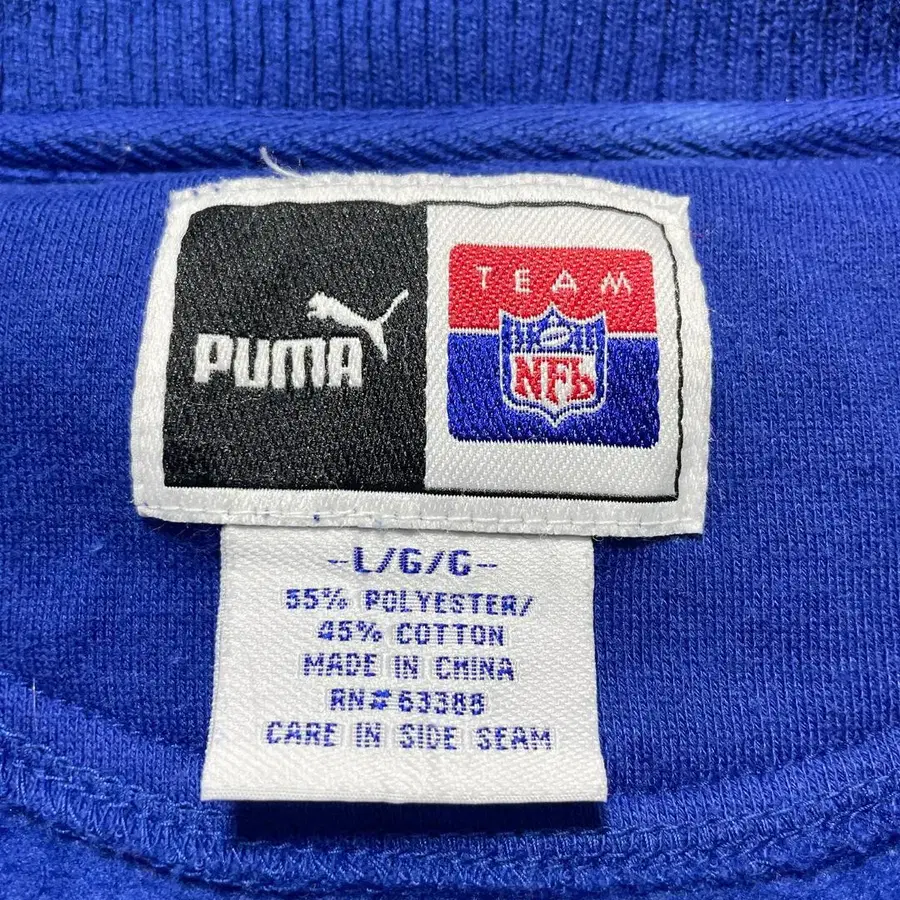 PUMA
TEAM
NFL
--L/G/G--
55% POLYESTER/
45% COTTON
MADE IN CHINA
RN#63388
CARE IN SIDE SEAM